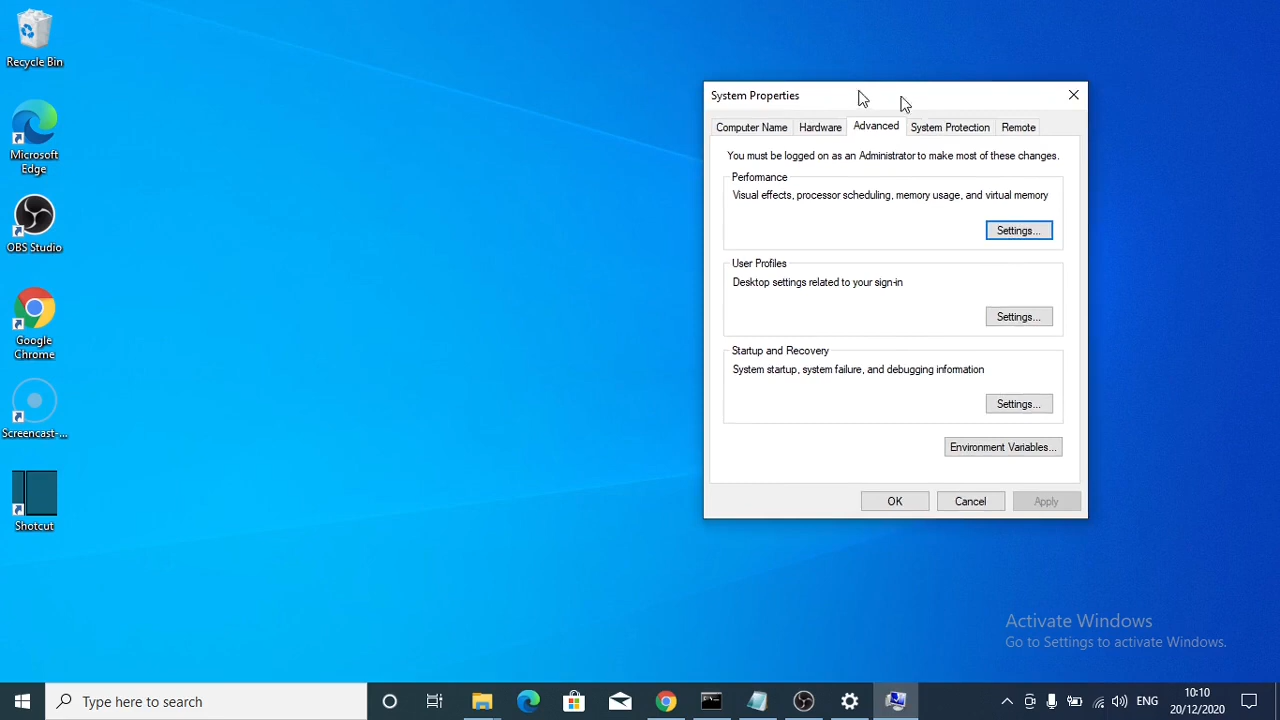 Recycle Bin
Microsoft
Edge
OBS Studio
Google
Chrome
Screencast-...
Shotcut
System Properties
Computer Name
Hardware
Advanced
System Protection
Remote
You must be logged on as an Administrator to make most of these changes.
Performance
Visual effects, processor scheduling, memory usage, and virtual memory
Settings...
User Profiles
Desktop settings related to your sign-in
Settings...
Startup and Recovery
System startup, system failure, and debugging information
Settings...
Environment Variables...
OK
Cancel
Apply
Activate Windows
Go to Settings to activate Windows.
Type here to search
ENG
10:10
20/12/2020